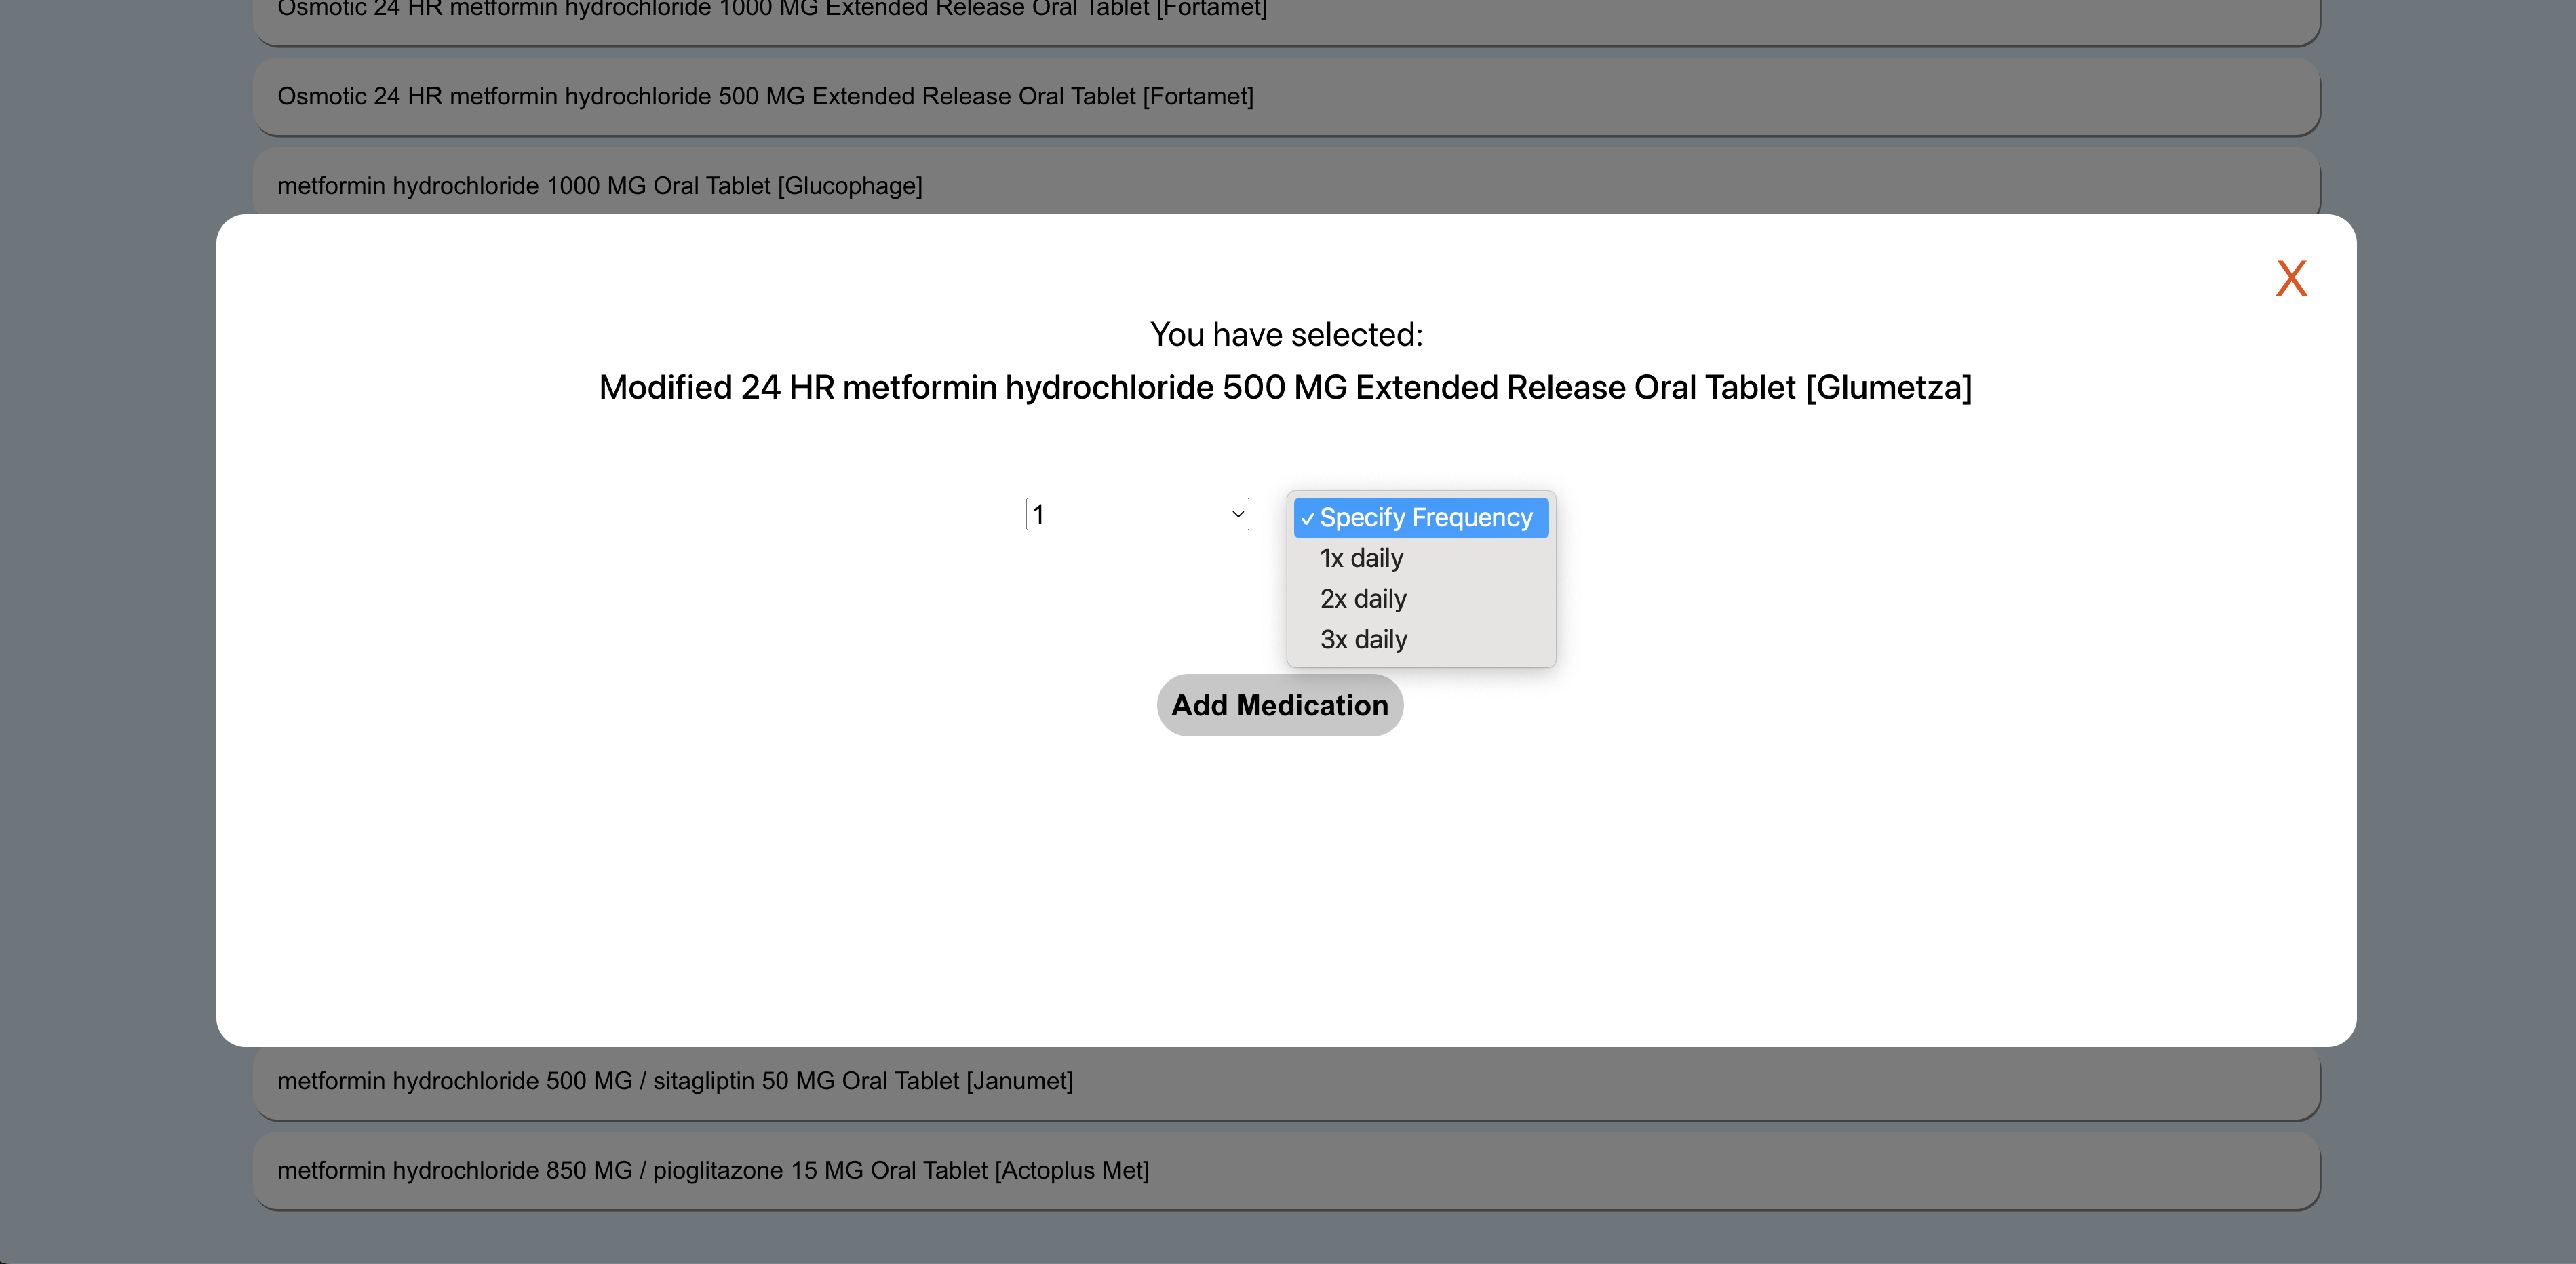 Osmotic 24 HR metformin hydrochloride 1000 MG Extended Release Oral Tablet [Fortamet]
Osmotic 24 HR metformin hydrochloride 500 MG Extended Release Oral Tablet [Fortamet]
metformin hydrochloride 1000 MG Oral Tablet [Glucophage]
X
You have selected:
Modified 24 HR metformin hydrochloride 500 MG Extended Release Oral Tablet [Glumetza]
1
✓ Specify Frequency
1x daily
2x daily
3x daily
Add Medication
metformin hydrochloride 500 MG / sitagliptin 50 MG Oral Tablet [Janumet]
metformin hydrochloride 850 MG / pioglitazone 15 MG Oral Tablet [Actoplus Met]